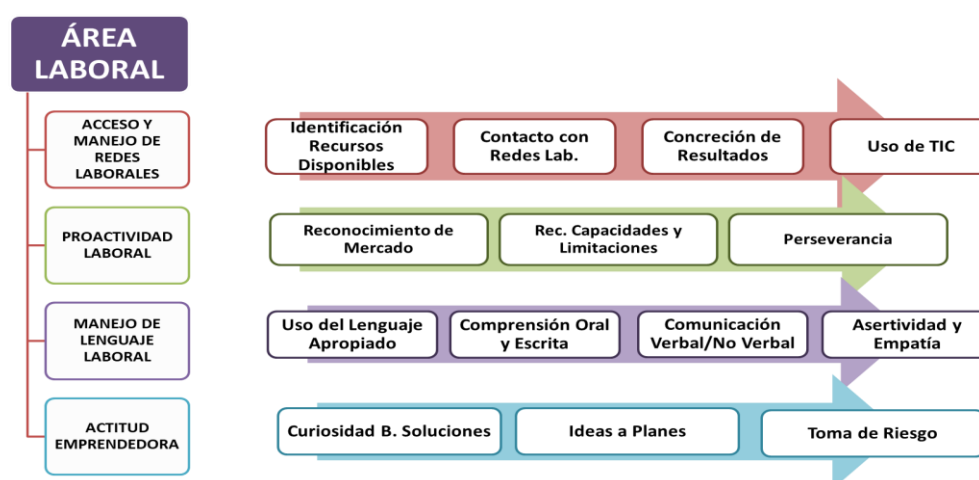 ÁREA
LABORAL
ACCESO Y
MANEJO DE
REDES
LABORALES
Identificación
Recursos
Disponibles
Contacto con
Redes Lab.
Concreción de
Resultados
Uso de TIC
PROACTIVIDAD
LABORAL
Reconocimiento de
Mercado
Rec. Capacidades y
Limitaciones
Perseverancia
MANEJO DE
LENGUAJE
LABORAL
Uso del Lenguaje
Apropiado
Comprensión Oral
y Escrita
Comunicación
Verbal/No Verbal
Asertividad y
Empatía
ACTITUD
EMPRENDEDORA
Curiosidad B. Soluciones
Ideas a Planes
Toma de Riesgo